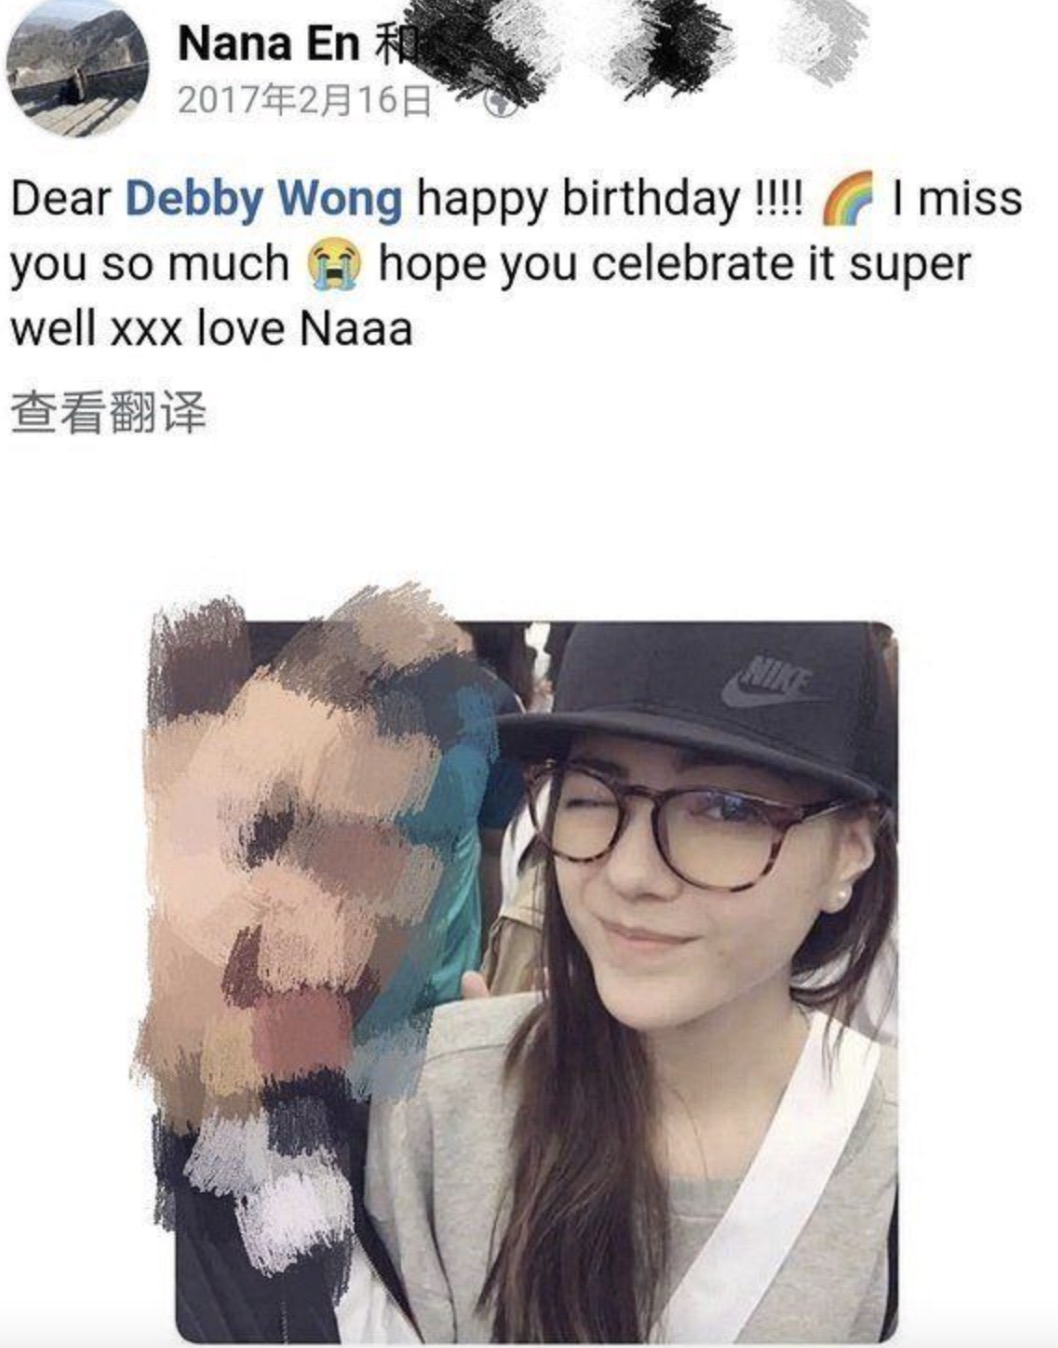 Nana En 和
2017年2月16日
Dear Debby Wong happy birthday !!!! 🌈 I miss
you so much 😭 hope you celebrate it super
well xxx love Naaa
查看翻译
NIKE